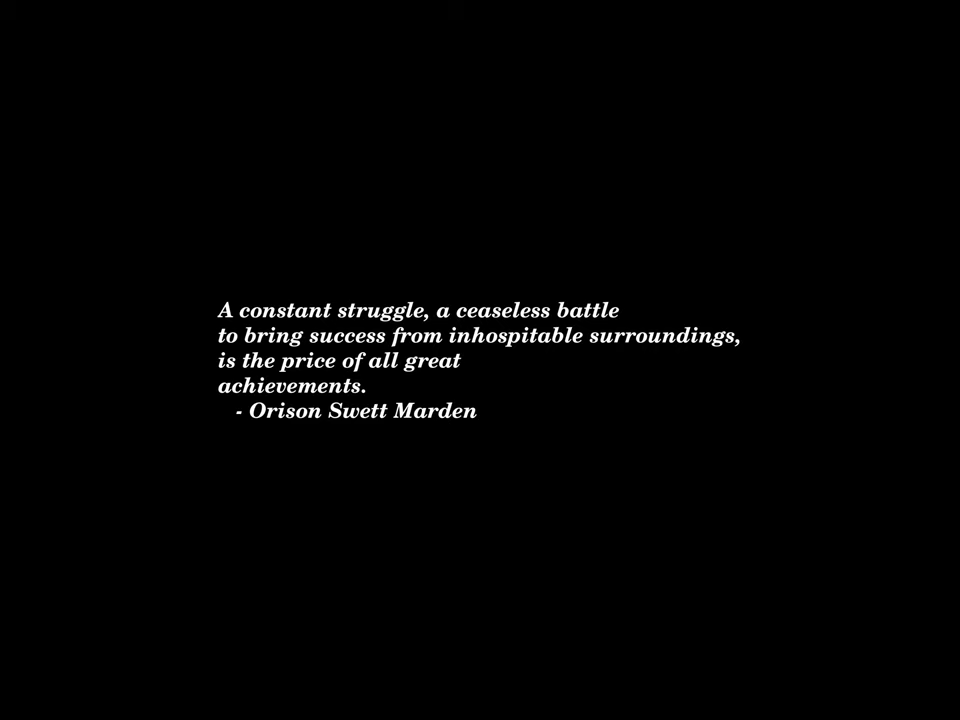 A constant struggle, a ceaseless battle
to bring success from inhospitable surroundings,
is the price of all great
achievements.
- Orison Swett Marden